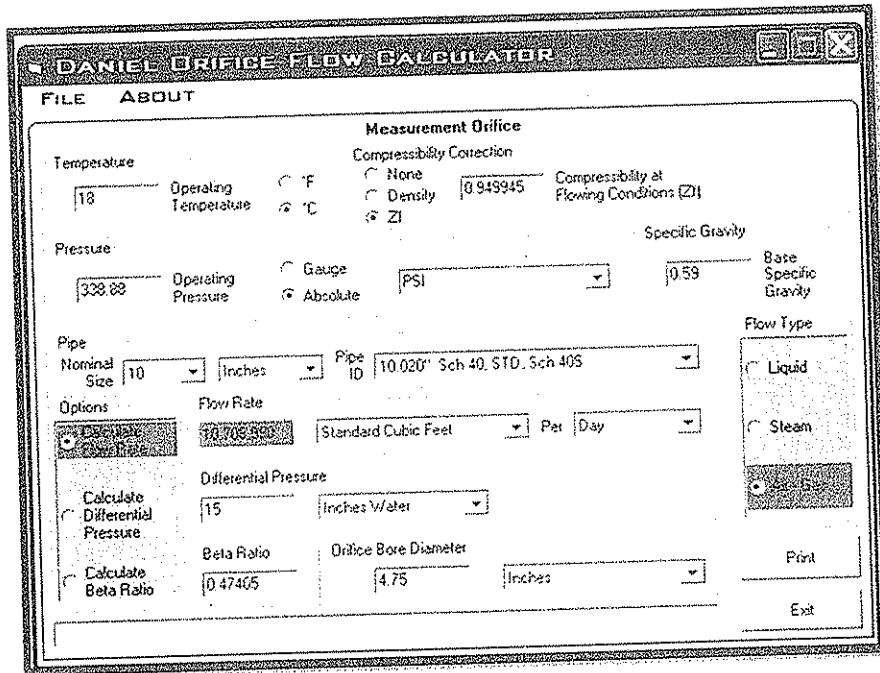 DANIEL ORIFICE FLOW CALCULATOR
FILE ABOUT
Measurement Orifice
Temperature
18
Operating Temperature
°F
°C
Compressibility Correction
None
Density
Zf
0.949945
Compressibility at Flowing Conditions (Zf)
Pressure
338.88
Operating Pressure
Gauge
Absolute
PSI
Specific Gravity
0.59
Base Specific Gravity
Pipe
Nominal Size
10
Inches
Pipe ID
10.020" Sch 40, STD, Sch 40S
Flow Type
Liquid
Steam
Options
Calculate
Flow Rate
Standard Cubic Feet
Per
Day
Calculate Differential Pressure
Differential Pressure
15
Inches Water
Calculate Beta Ratio
Beta Ratio
0.47405
Orifice Bore Diameter
4.75
Inches
Print
Exit